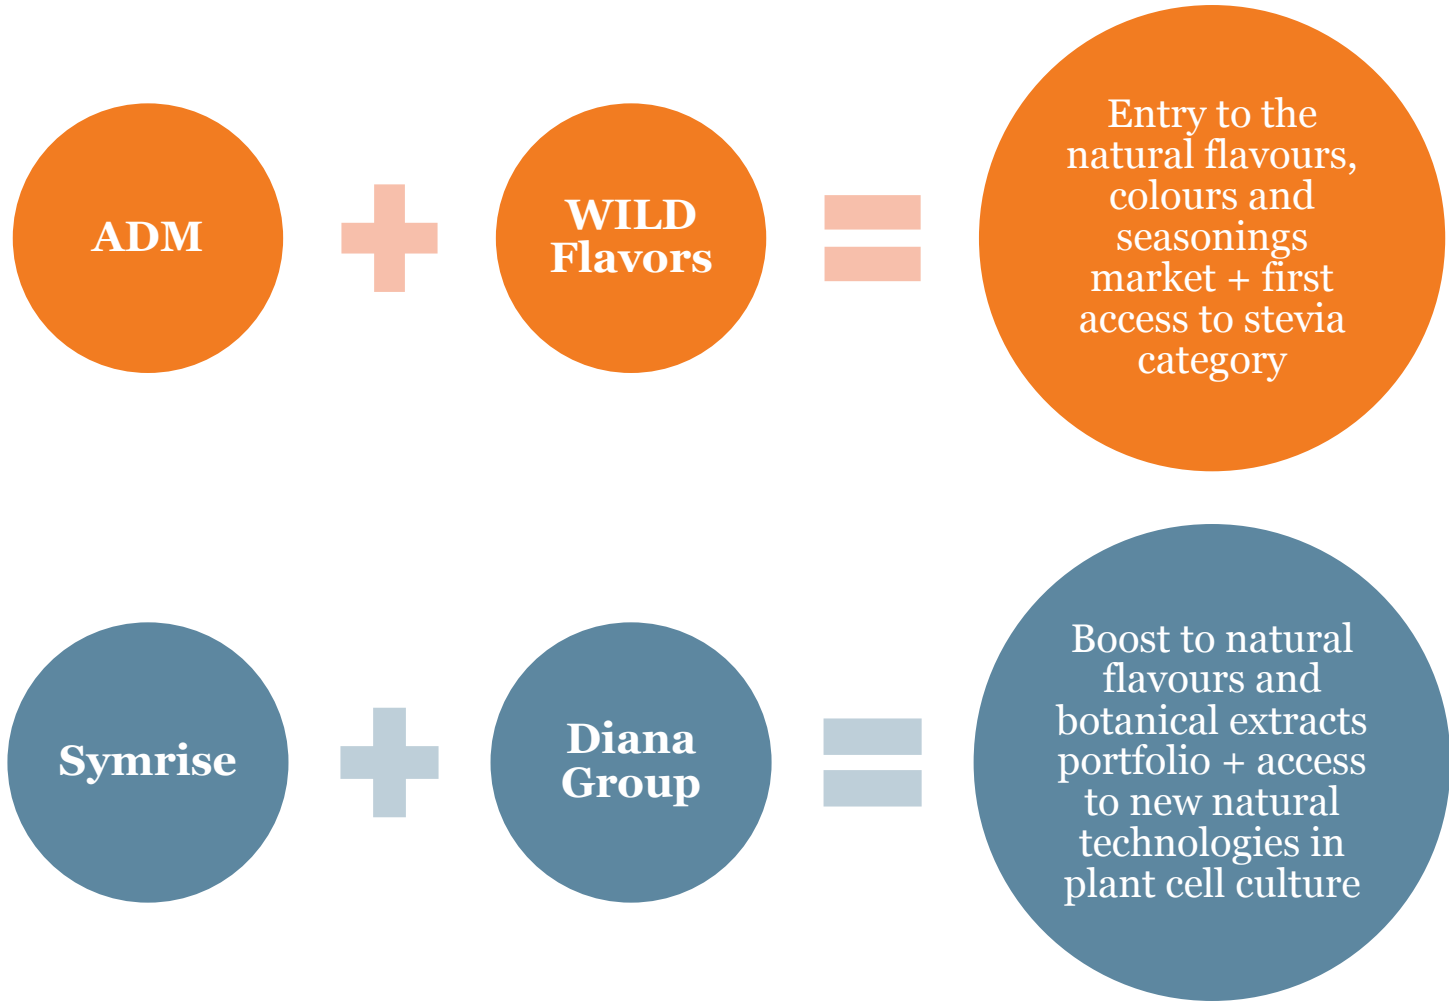 ADM
WILD
Flavors
Entry to the
natural flavours,
colours and
seasonings
market + first
access to stevia
category
Symrise
Diana
Group
Boost to natural
flavours and
botanical extracts
portfolio + access
to new natural
technologies in
plant cell culture